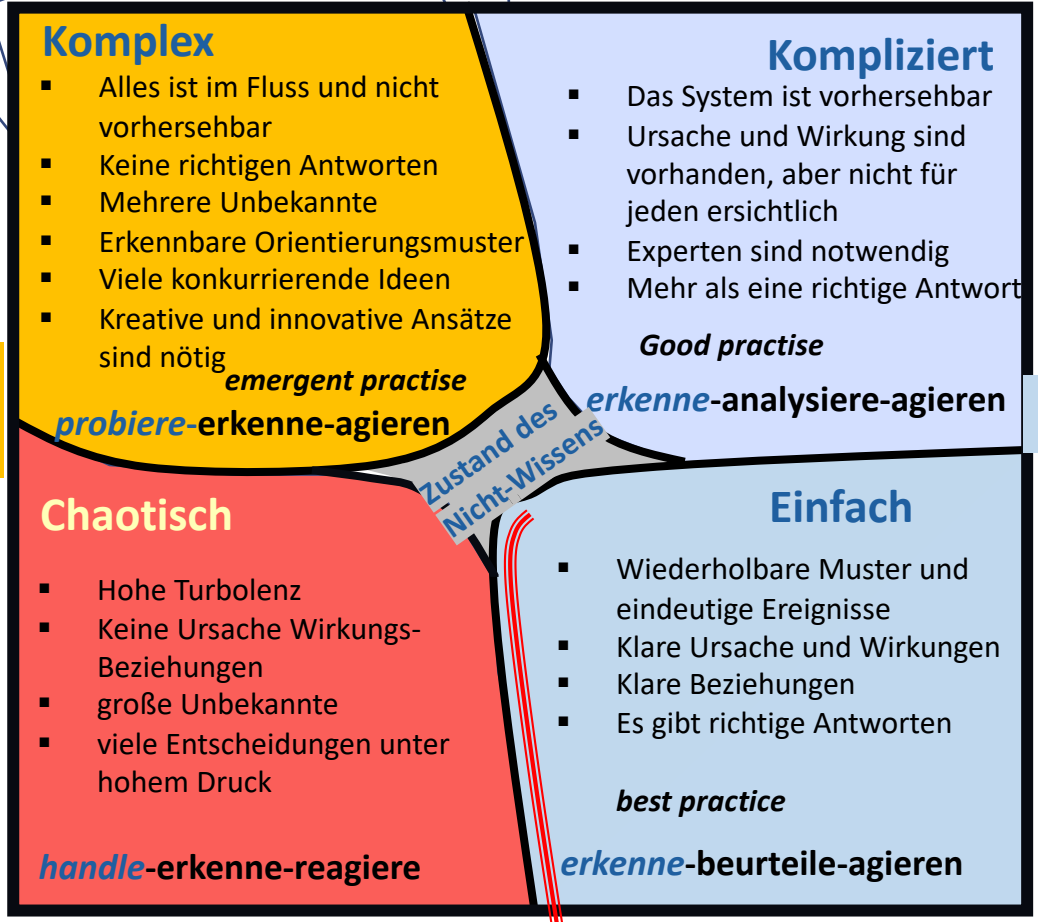 Komplex
▪ Alles ist im Fluss und nicht
vorhersehbar
▪ Keine richtigen Antworten
▪ Mehrere Unbekannte
▪ Erkennbare Orientierungsmuster
▪ Viele konkurrierende Ideen
▪ Kreative und innovative Ansätze
sind nötig
emergent practise
probiere-erkenne-agieren
Kompliziert
▪ Das System ist vorhersehbar
▪ Ursache und Wirkung sind
vorhanden, aber nicht für
jeden ersichtlich
▪ Experten sind notwendig
▪ Mehr als eine richtige Antwort
Good practise
erkenne-analysiere-agieren
Zustand des
Nicht-Wissens
Chaotisch
▪ Hohe Turbolenz
▪ Keine Ursache Wirkungs-
Beziehungen
▪ große Unbekannte
▪ viele Entscheidungen unter
hohem Druck
handle-erkenne-reagiere
Einfach
▪ Wiederholbare Muster und
eindeutige Ereignisse
▪ Klare Ursache und Wirkungen
▪ Klare Beziehungen
▪ Es gibt richtige Antworten
best practice
erkenne-beurteile-agieren